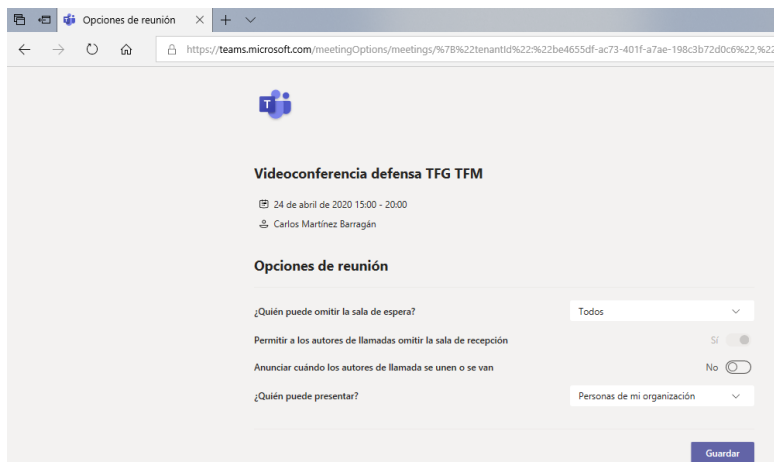 Opciones de reunión
https://teams.microsoft.com/meetingOptions/meetings/%7B%22tenantId%22:%22be4655df-ac73-401f-a7ae-198c3b72d0c6%22,%22
T
Videoconferencia defensa TFG TFM
24 de abril de 2020 15:00 - 20:00
Carlos Martínez Barragán
Opciones de reunión
¿Quién puede omitir la sala de espera? Todos
Permitir a los autores de llamadas omitir la sala de recepción Sí
Anunciar cuándo los autores de llamada se unen o se van No
¿Quién puede presentar? Personas de mi organización
Guardar